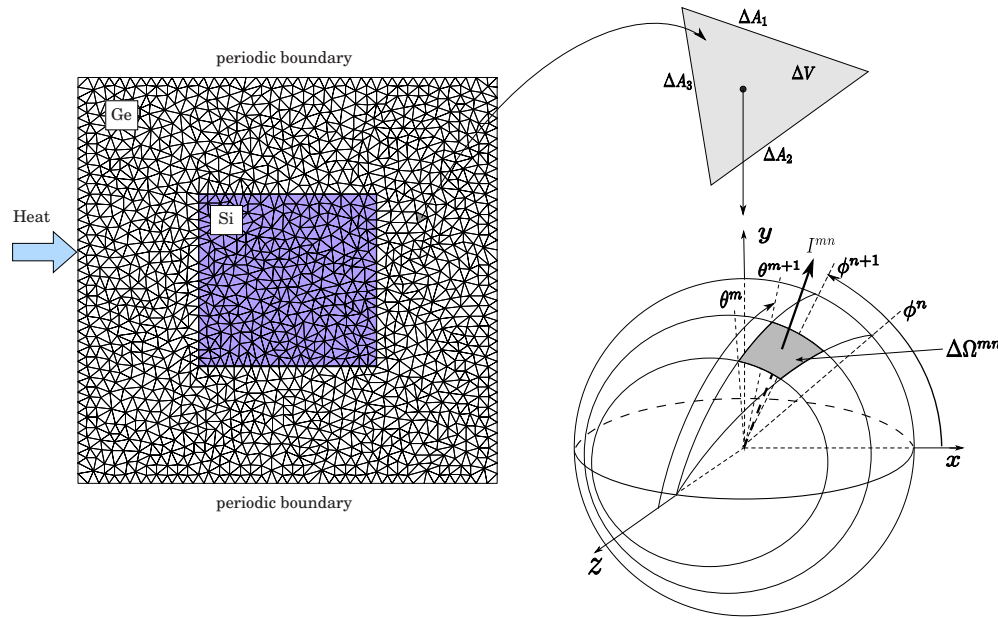 periodic boundary
Ge
Si
Heat
periodic boundary
ΔA₁
ΔV
ΔA₃
ΔA₂
y
I^{mn}
θ^{m+1}
φ^{n+1}
θ^m
φ^n
ΔΩ^{mn}
x
z